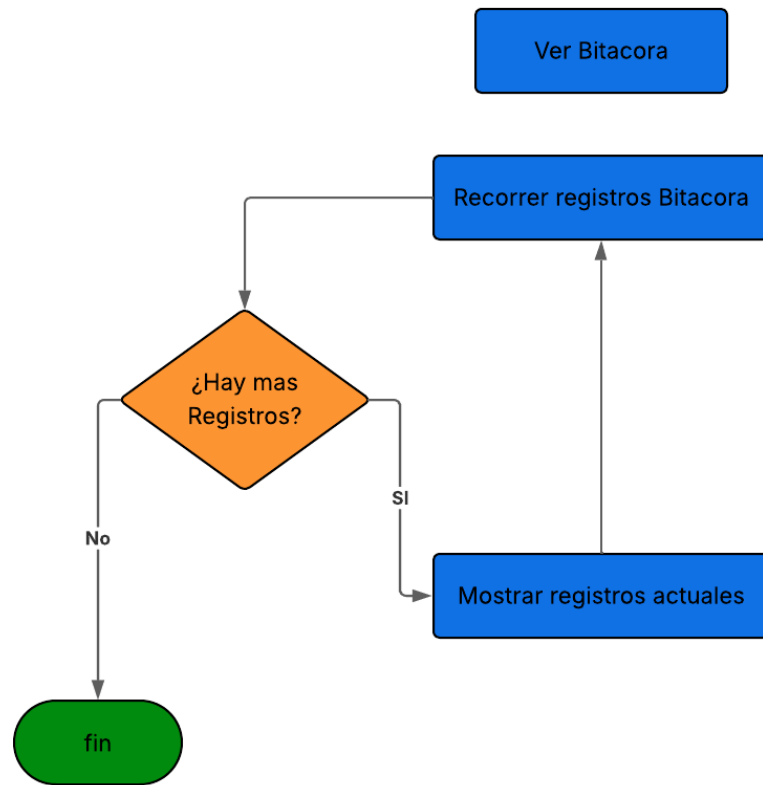 Ver Bitacora
Recorrer registros Bitacora
¿Hay mas
Registros?
SI
No
Mostrar registros actuales
fin